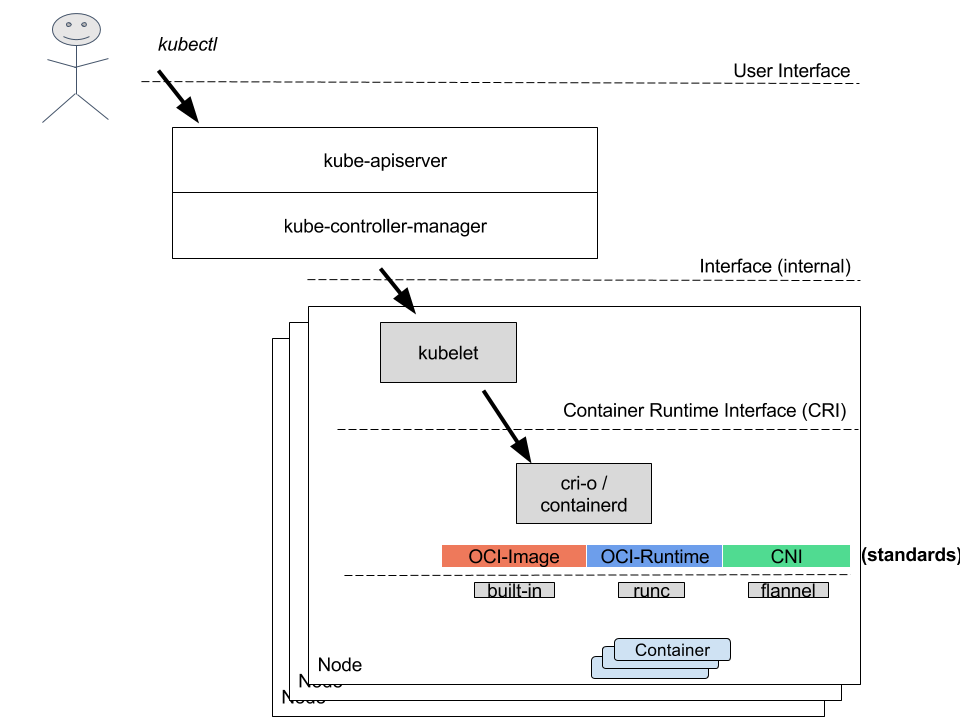 kubectl
User Interface
kube-apiserver
kube-controller-manager
Interface (internal)
kubelet
Container Runtime Interface (CRI)
cri-o /
containerd
OCI-Image OCI-Runtime CNI (standards)
built-in runc flannel
Container
Node
Node
Node